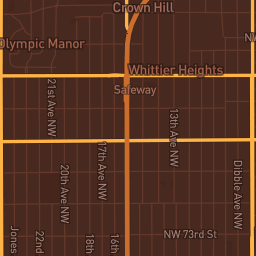 Crown Hill
Olympic Manor
NW
Whittier Heights
Safeway
21st Ave NW
13th Ave NW
17th Ave NW
20th Ave NW
Dibble Ave NW
Jones
22nd
18th
16th
NW 73rd St